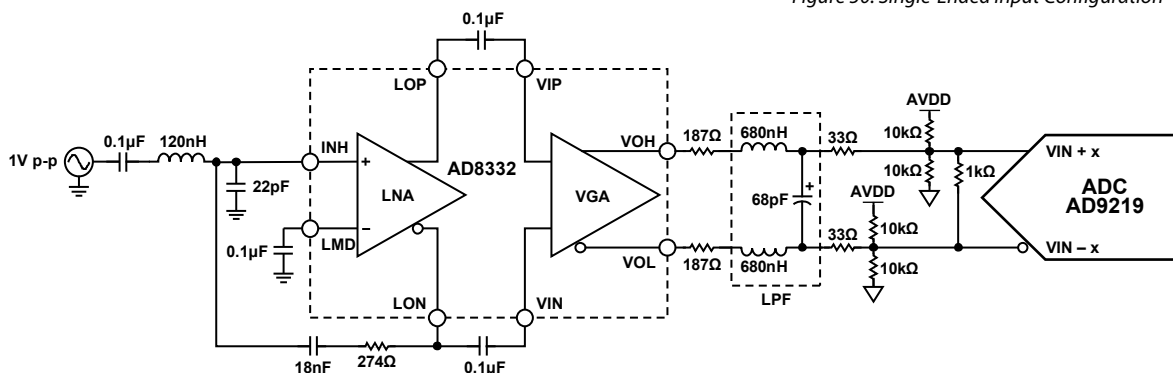 Figure 50. Single-Ended Input Configuration
0.1µF
LOP
VIP
AVDD
1V p-p
0.1µF
120nH
INH
+
AD8332
VOH
187Ω
680nH
33Ω
10kΩ
VIN + x
22pF
LNA
VGA
68pF
+
AVDD
10kΩ
1kΩ
ADC
AD9219
0.1µF
LMD
–
VOL
187Ω
680nH
33Ω
10kΩ
VIN – x
LON
VIN
LPF
10kΩ
18nF
274Ω
0.1µF